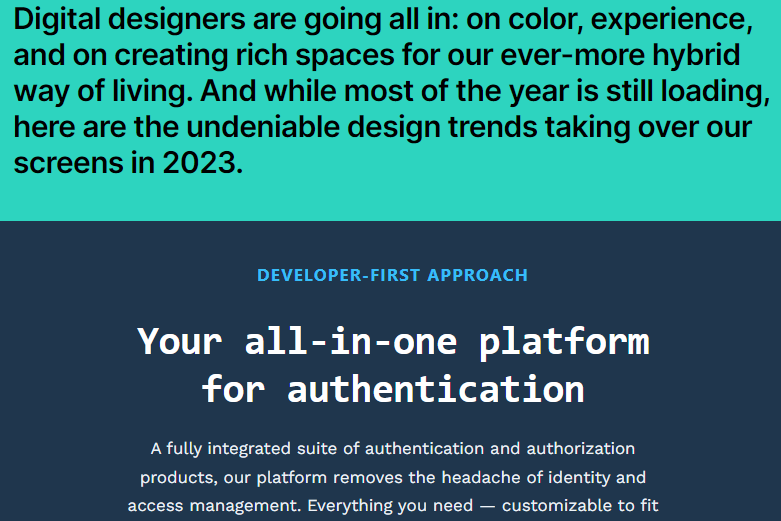 Digital designers are going all in: on color, experience,
and on creating rich spaces for our ever-more hybrid
way of living. And while most of the year is still loading,
here are the undeniable design trends taking over our
screens in 2023.
DEVELOPER-FIRST APPROACH
Your all-in-one platform
for authentication
A fully integrated suite of authentication and authorization
products, our platform removes the headache of identity and
access management. Everything you need — customizable to fit